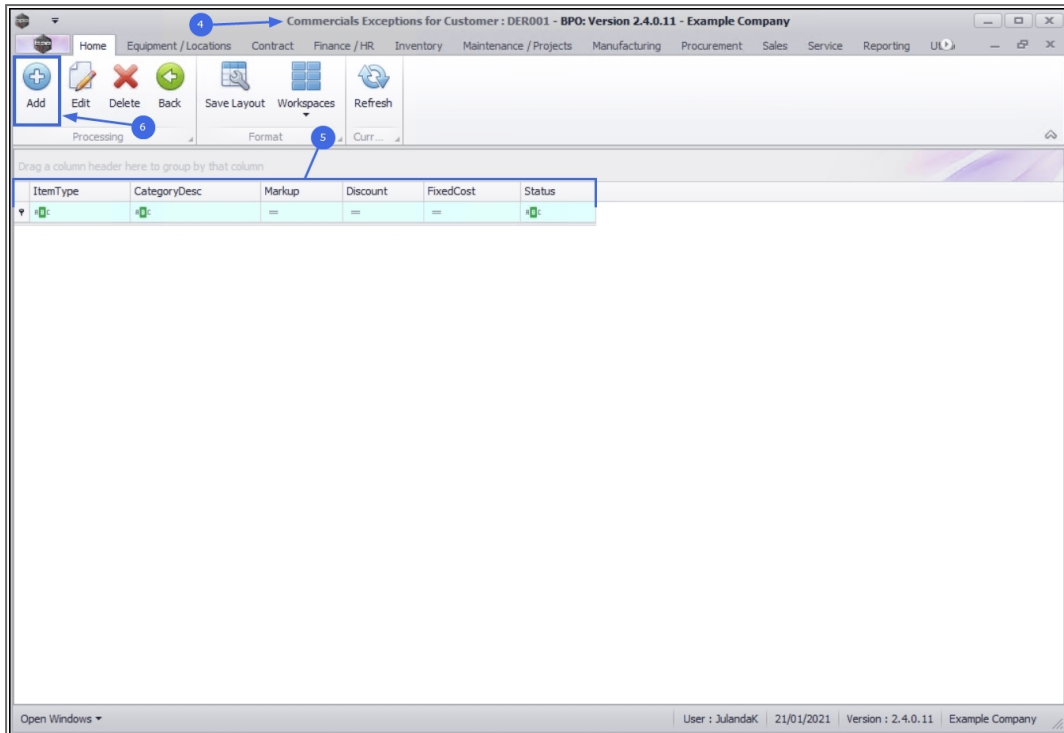 4
Commercials Exceptions for Customer : DER001 - BPO: Version 2.4.0.11 - Example Company
Home Equipment / Locations Contract Finance / HR Inventory Maintenance / Projects Manufacturing Procurement Sales Service Reporting
Add Edit Delete Back Save Layout Workspaces Refresh
6
Processing Format 5 Curr...
Drag a column header here to group by that column
ItemType CategoryDesc Markup Discount FixedCost Status
Open Windows User : JulandaK 21/01/2021 Version : 2.4.0.11 Example Company